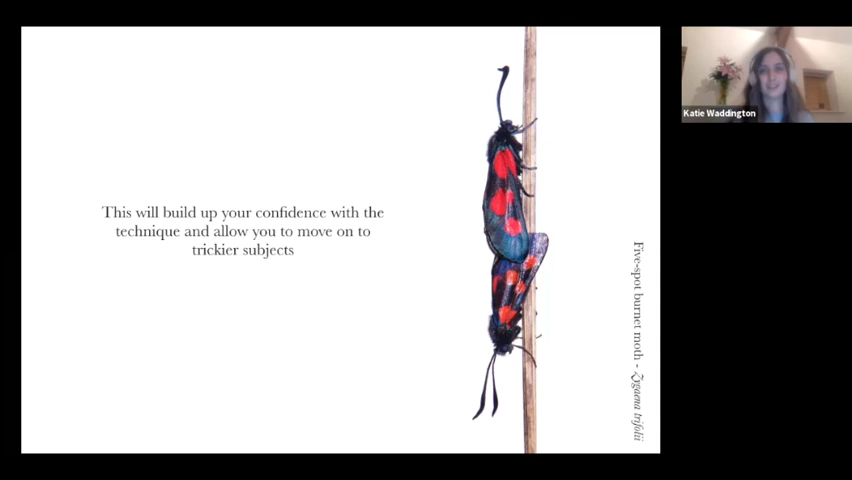 This will build up your confidence with the
technique and allow you to move on to
trickier subjects
Five-spot burnet moth - Zygaena trifolii
Katie Waddington